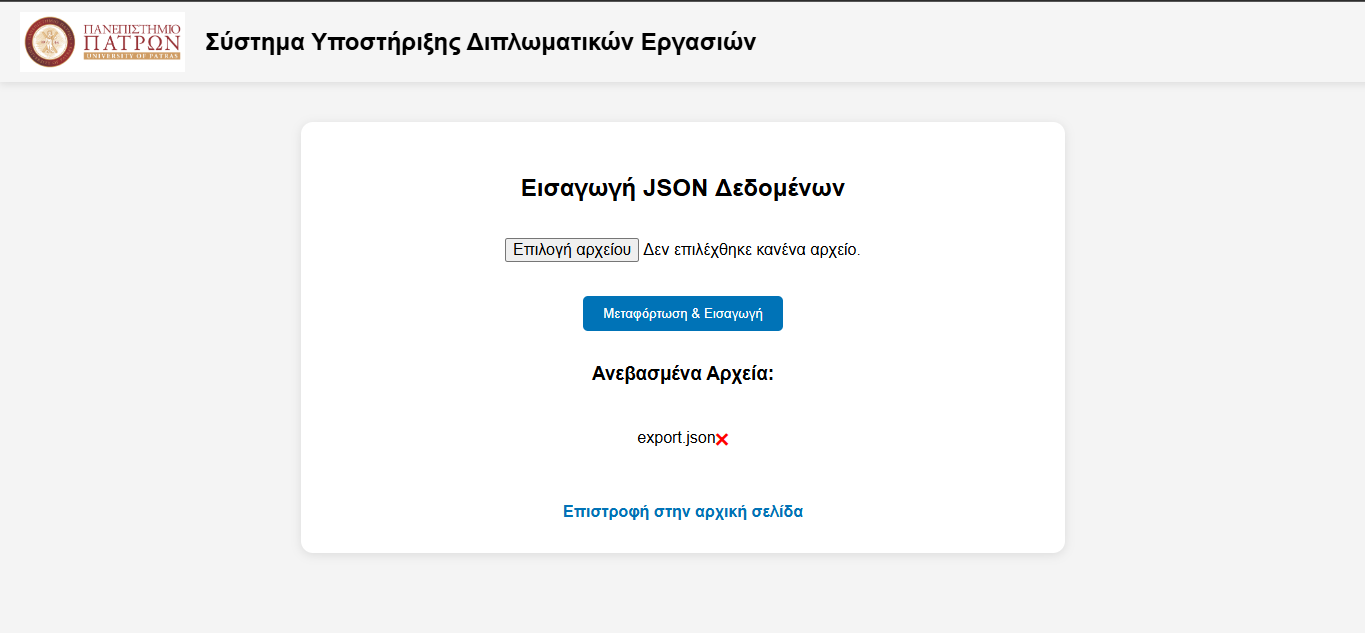 ΠΑΝΕΠΙΣΤΗΜΙΟ
ΠΑΤΡΩΝ
UNIVERSITY OF PATRAS
Σύστημα Υποστήριξης Διπλωματικών Εργασιών
Εισαγωγή JSON Δεδομένων
Επιλογή αρχείου Δεν επιλέχθηκε κανένα αρχείο.
Μεταφόρτωση & Εισαγωγή
Ανεβασμένα Αρχεία:
export.json
Επιστροφή στην αρχική σελίδα